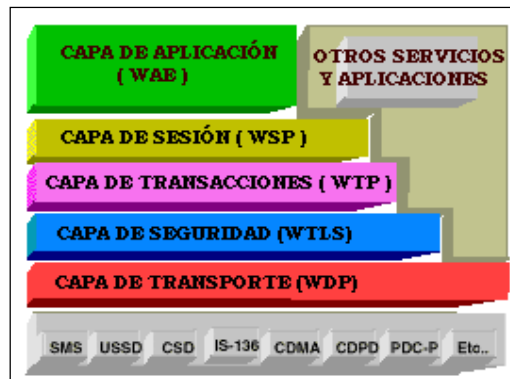 CAPA DE APLICACIÓN
( WAE )
OTROS SERVICIOS
Y APLICACIONES
CAPA DE SESIÓN ( WSP )
CAPA DE TRANSACCIONES ( WTP )
CAPA DE SEGURIDAD (WTLS)
CAPA DE TRANSPORTE (WDP)
SMS USSD CSD IS-136 CDMA CDPD PDC-P Etc..